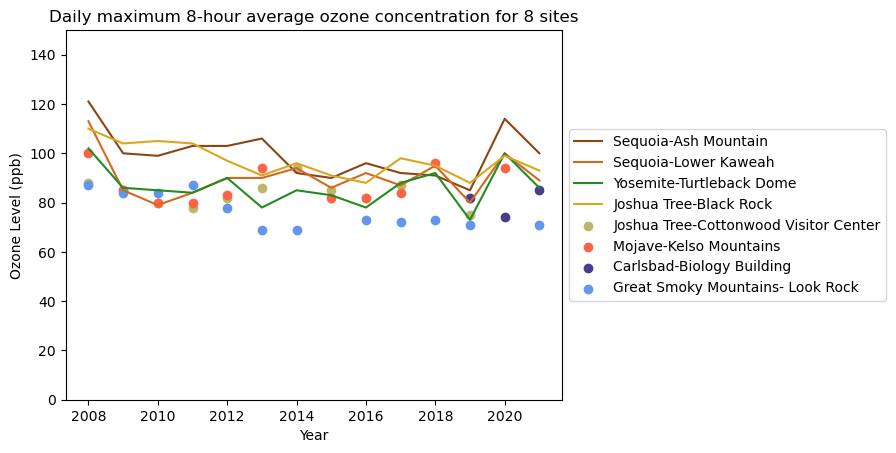 Daily maximum 8-hour average ozone concentration for 8 sites
Ozone Level (ppb)
140
120
100
80
60
40
20
0
2008 2010 2012 2014 2016 2018 2020
Year
Sequoia-Ash Mountain
Sequoia-Lower Kaweah
Yosemite-Turtleback Dome
Joshua Tree-Black Rock
Joshua Tree-Cottonwood Visitor Center
Mojave-Kelso Mountains
Carlsbad-Biology Building
Great Smoky Mountains- Look Rock